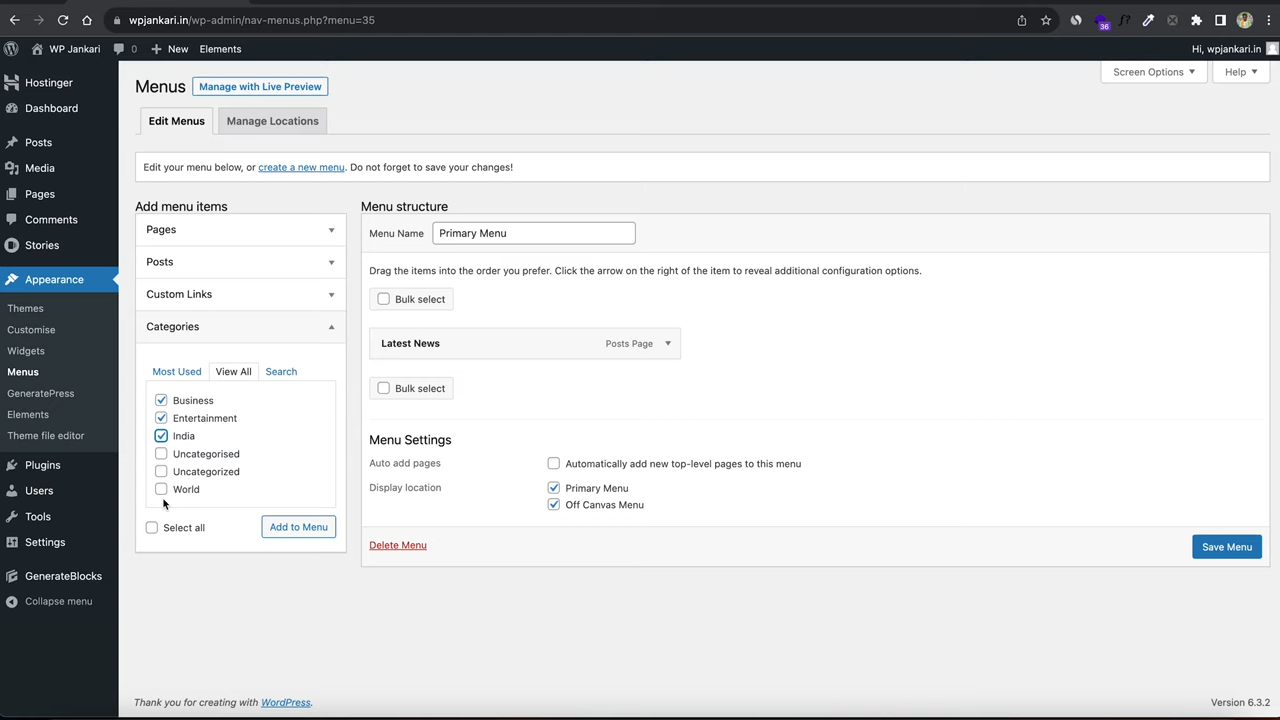 wpjankari.in/wp-admin/nav-menus.php?menu=35
36
WP Jankari 0 New Elements Hi, wpjankari.in
Hostinger
Dashboard
Posts
Media
Pages
Comments
Stories
Appearance
Themes
Customise
Widgets
Menus
GeneratePress
Elements
Theme file editor
Plugins
Users
Tools
Settings
GenerateBlocks
Collapse menu
Screen Options Help
Menus Manage with Live Preview
Edit Menus Manage Locations
Edit your menu below, or create a new menu. Do not forget to save your changes!
Add menu items
Pages
Posts
Custom Links
Categories
Most Used View All Search
Business
Entertainment
India
Uncategorised
Uncategorized
World
Select all Add to Menu
Menu structure
Menu Name Primary Menu
Drag the items into the order you prefer. Click the arrow on the right of the item to reveal additional configuration options.
Bulk select
Latest News Posts Page
Bulk select
Menu Settings
Auto add pages Automatically add new top-level pages to this menu
Display location Primary Menu
Off Canvas Menu
Delete Menu Save Menu
Thank you for creating with WordPress. Version 6.3.2